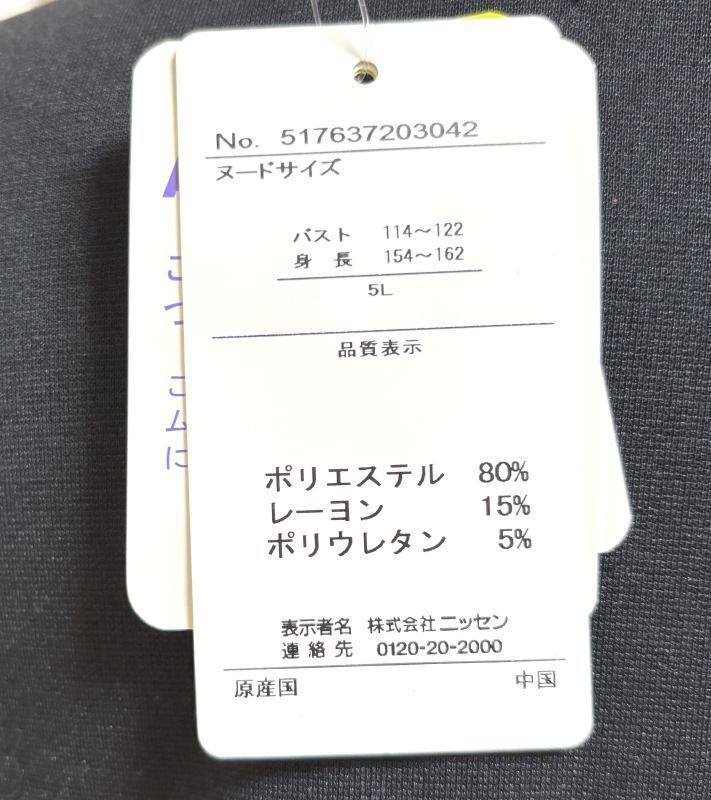 No. 517637203042
ヌードサイズ
バスト 114～122
身 長 154～162
5L
品質表示
ポリエステル 80%
レーヨン 15%
ポリウレタン 5%
表示者名 株式会社ニッセン
連絡先 0120-20-2000
原産国 中国